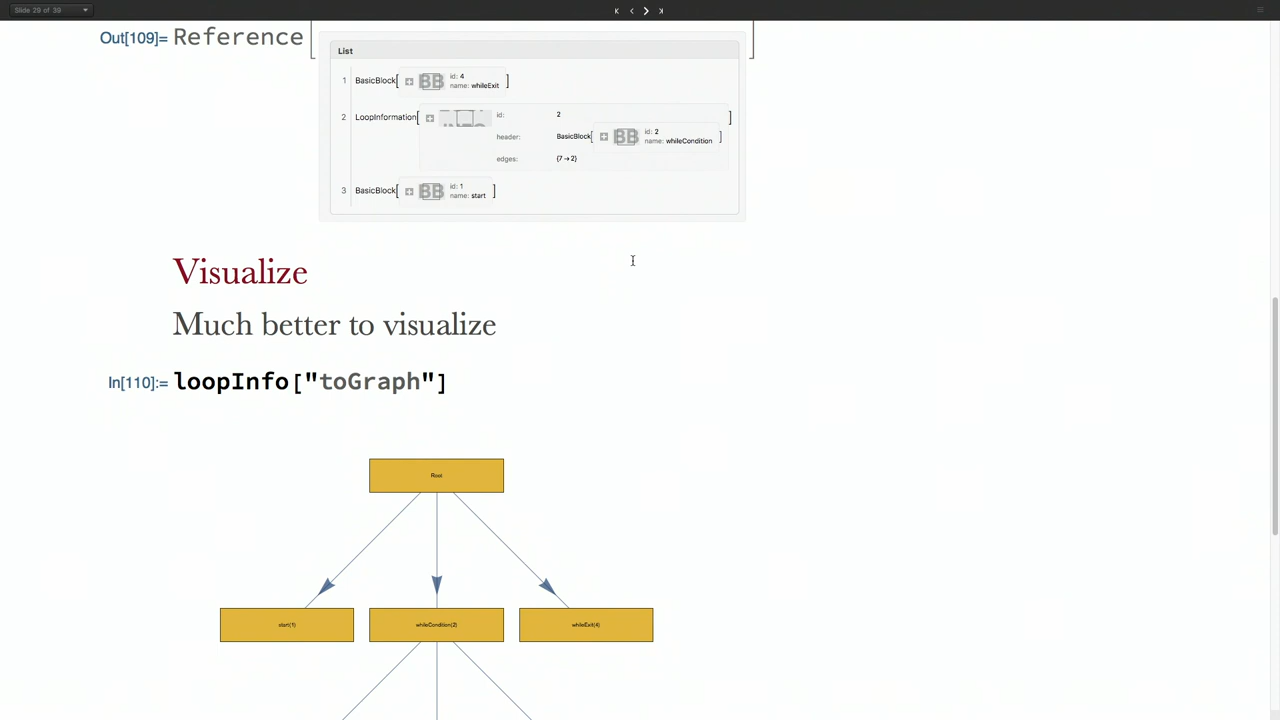 Slide 29 of 39
Out[109]= Reference[
List
1 BasicBlock[ BB id: 4 name: whileExit ]
2 LoopInformation[ id: 2 ]
header: BasicBlock[ BB id: 2 name: whileCondition ]
edges: {7→2}
3 BasicBlock[ BB id: 1 name: start ]
]
Visualize
Much better to visualize
In[110]:= loopInfo["toGraph"]
Root
start(1) whileCondition(2) whileExit(4)